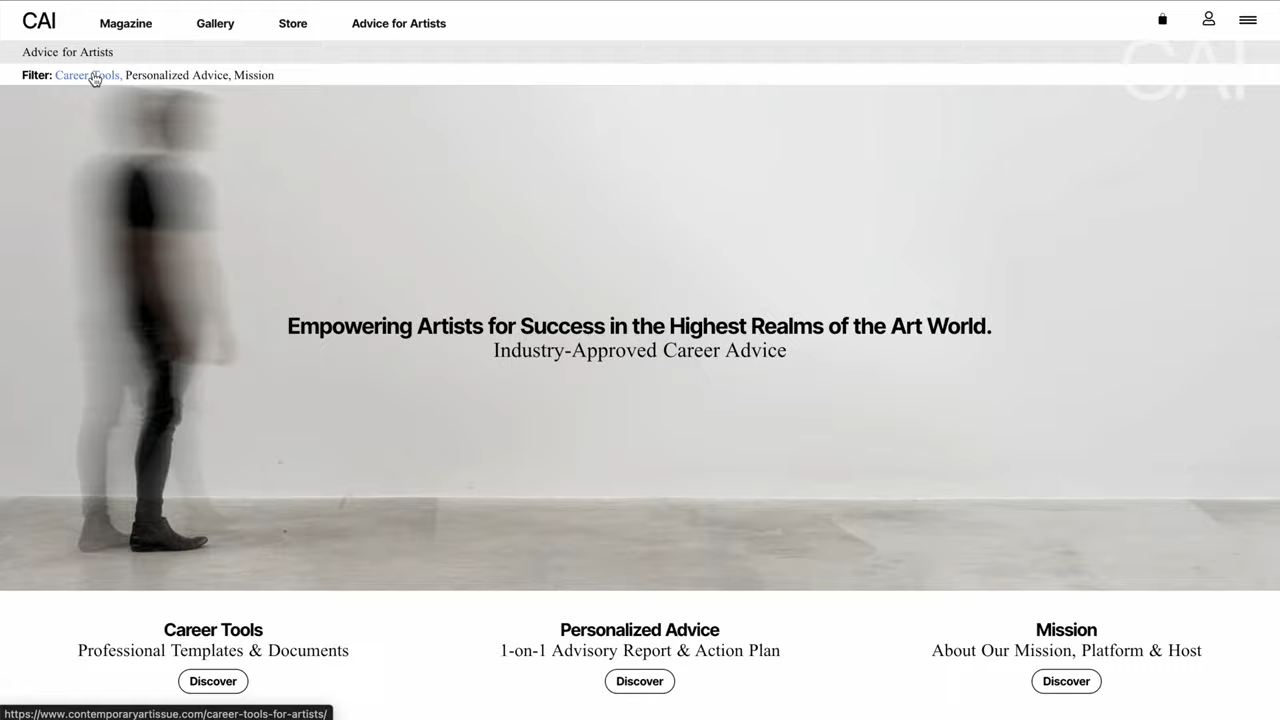 CAI
Magazine Gallery Store Advice for Artists
Advice for Artists
Filter: Career Tools, Personalized Advice, Mission
CAI
Empowering Artists for Success in the Highest Realms of the Art World.
Industry-Approved Career Advice
Career Tools
Professional Templates & Documents
Discover
Personalized Advice
1-on-1 Advisory Report & Action Plan
Discover
Mission
About Our Mission, Platform & Host
Discover
https://www.contemporaryartissue.com/career-tools-for-artists/